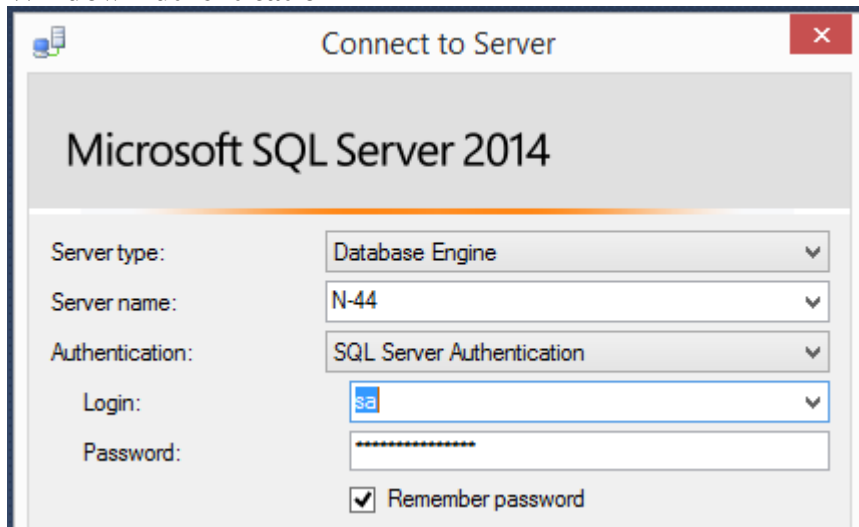 Connect to Server
Microsoft SQL Server 2014
Server type: Database Engine
Server name: N-44
Authentication: SQL Server Authentication
Login: sa
Password: ***************
Remember password